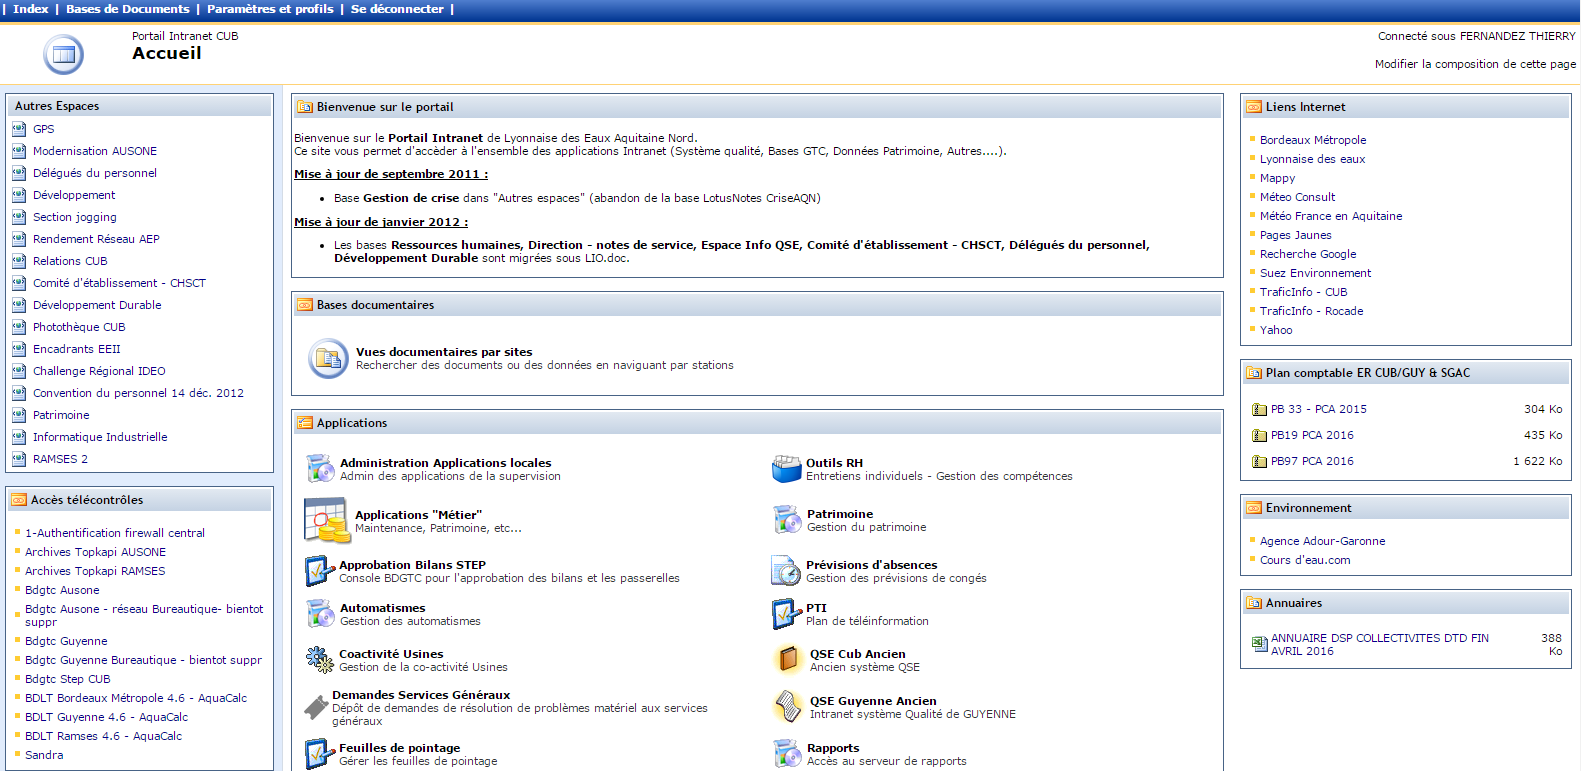 | Index | Bases de Documents | Paramètres et profils | Se déconnecter |
Portail Intranet CUB
Accueil
Connecté sous FERNANDEZ THIERRY
Modifier la composition de cette page
Autres Espaces
GPS
Modernisation AUSONE
Délégués du personnel
Développement
Section jogging
Rendement Réseau AEP
Relations CUB
Comité d'établissement - CHSCT
Développement Durable
Photothèque CUB
Encadrants EEII
Challenge Régional IDEO
Convention du personnel 14 déc. 2012
Patrimoine
Informatique Industrielle
RAMSES 2
Accès télécontrôles
1-Authentification firewall central
Archives Topkapi AUSONE
Archives Topkapi RAMSES
Bdgtc Ausone
Bdgtc Ausone - réseau Bureautique- bientot
suppr
Bdgtc Guyenne
Bdgtc Guyenne Bureautique - bientot suppr
Bdgtc Step CUB
BDLT Bordeaux Métropole 4.6 - AquaCalc
BDLT Guyenne 4.6 - AquaCalc
BDLT Ramses 4.6 - AquaCalc
Sandra
Bienvenue sur le portail
Bienvenue sur le Portail Intranet de Lyonnaise des Eaux Aquitaine Nord.
Ce site vous permet d'accèder à l'ensemble des applications Intranet (Système qualité, Bases GTC, Données Patrimoine, Autres....).
Mise à jour de septembre 2011 :
• Base Gestion de crise dans "Autres espaces" (abandon de la base LotusNotes CriseAQN)
Mise à jour de janvier 2012 :
• Les bases Ressources humaines, Direction - notes de service, Espace Info QSE, Comité d'établissement - CHSCT, Délégués du personnel,
Développement Durable sont migrées sous LIO.doc.
Bases documentaires
Vues documentaires par sites
Rechercher des documents ou des données en naviguant par stations
Applications
Administration Applications locales
Admin des applications de la supervision
Applications "Métier"
Maintenance, Patrimoine, etc...
Approbation Bilans STEP
Console BDGTC pour l'approbation des bilans et les passerelles
Automatismes
Gestion des automatismes
Coactivité Usines
Gestion de la co-activité Usines
Demandes Services Généraux
Dépôt de demandes de résolution de problèmes matériel aux services
généraux
Feuilles de pointage
Gérer les feuilles de pointage
Outils RH
Entretiens individuels - Gestion des compétences
Patrimoine
Gestion du patrimoine
Prévisions d'absences
Gestion des prévisions de congés
PTI
Plan de téléinformation
QSE Cub Ancien
Ancien système QSE
QSE Guyenne Ancien
Intranet système Qualité de GUYENNE
Rapports
Accès au serveur de rapports
Liens Internet
Bordeaux Métropole
Lyonnaise des eaux
Mappy
Méteo Consult
Météo France en Aquitaine
Pages Jaunes
Recherche Google
Suez Environnement
TraficInfo - CUB
TraficInfo - Rocade
Yahoo
Plan comptable ER CUB/GUY & SGAC
PB 33 - PCA 2015 304 Ko
PB19 PCA 2016 435 Ko
PB97 PCA 2016 1 622 Ko
Environnement
Agence Adour-Garonne
Cours d'eau.com
Annuaires
ANNUAIRE DSP COLLECTIVITES DTD FIN 388
AVRIL 2016 Ko